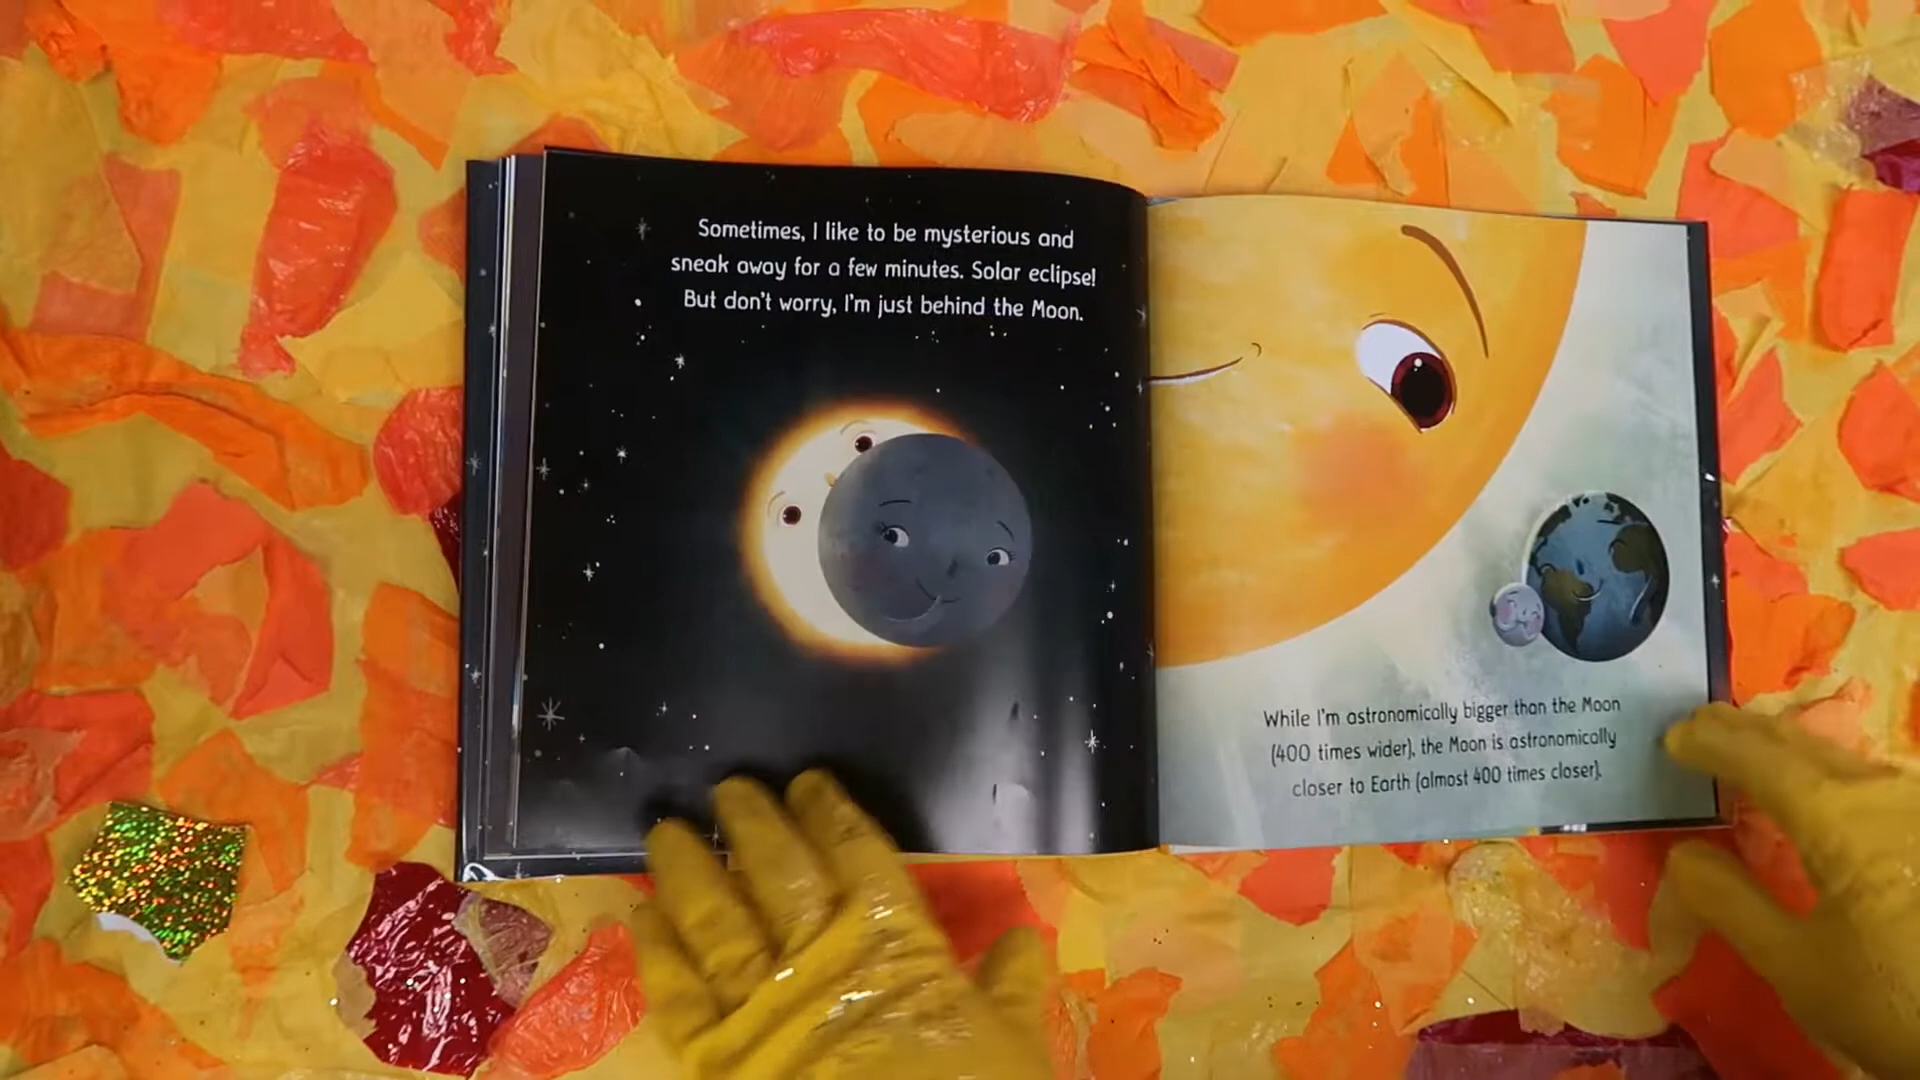 Sometimes, I like to be mysterious and
sneak away for a few minutes. Solar eclipse!
But don't worry, I'm just behind the Moon.
While I'm astronomically bigger than the Moon
(400 times wider), the Moon is astronomically
closer to Earth (almost 400 times closer).